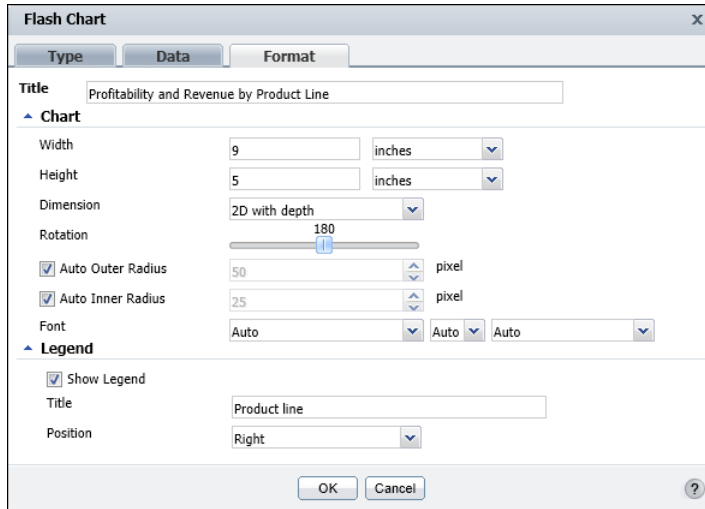 Flash Chart x
Type Data Format
Title Profitability and Revenue by Product Line
Chart
Width 9 inches
Height 5 inches
Dimension 2D with depth
Rotation 180
Auto Outer Radius 50 pixel
Auto Inner Radius 25 pixel
Font Auto Auto Auto
Legend
Show Legend
Title Product line
Position Right
OK Cancel ?